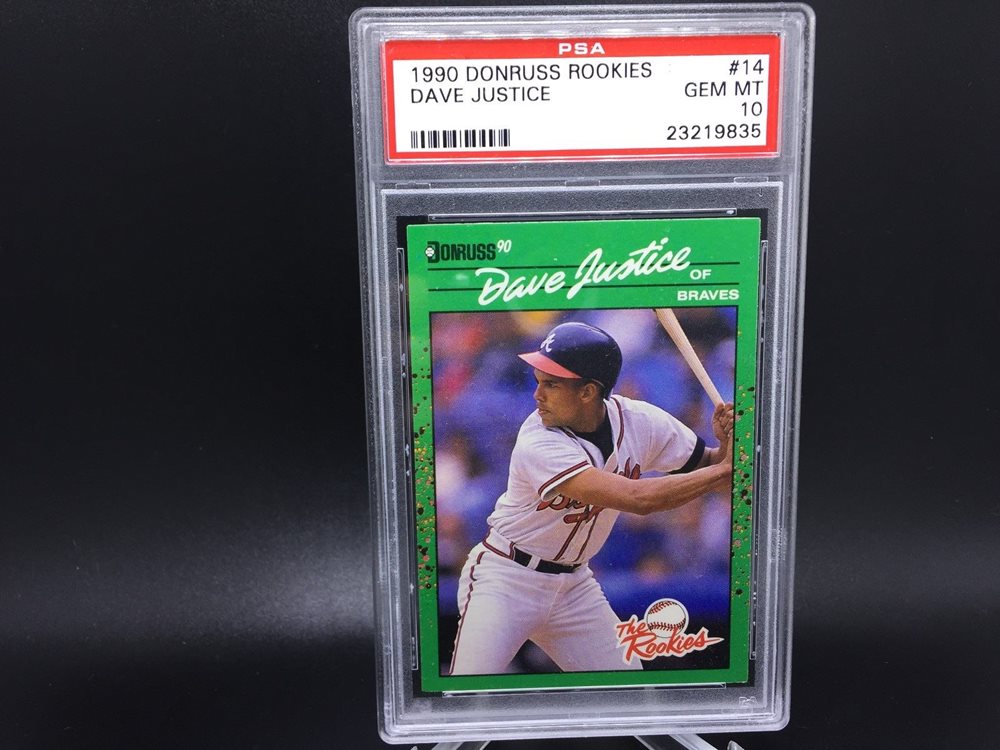 PSA
1990 DONRUSS ROOKIES #14
DAVE JUSTICE GEM MT
10
23219835
DONRUSS '90
Dave Justice OF
BRAVES
A
Braves
The
Rookies